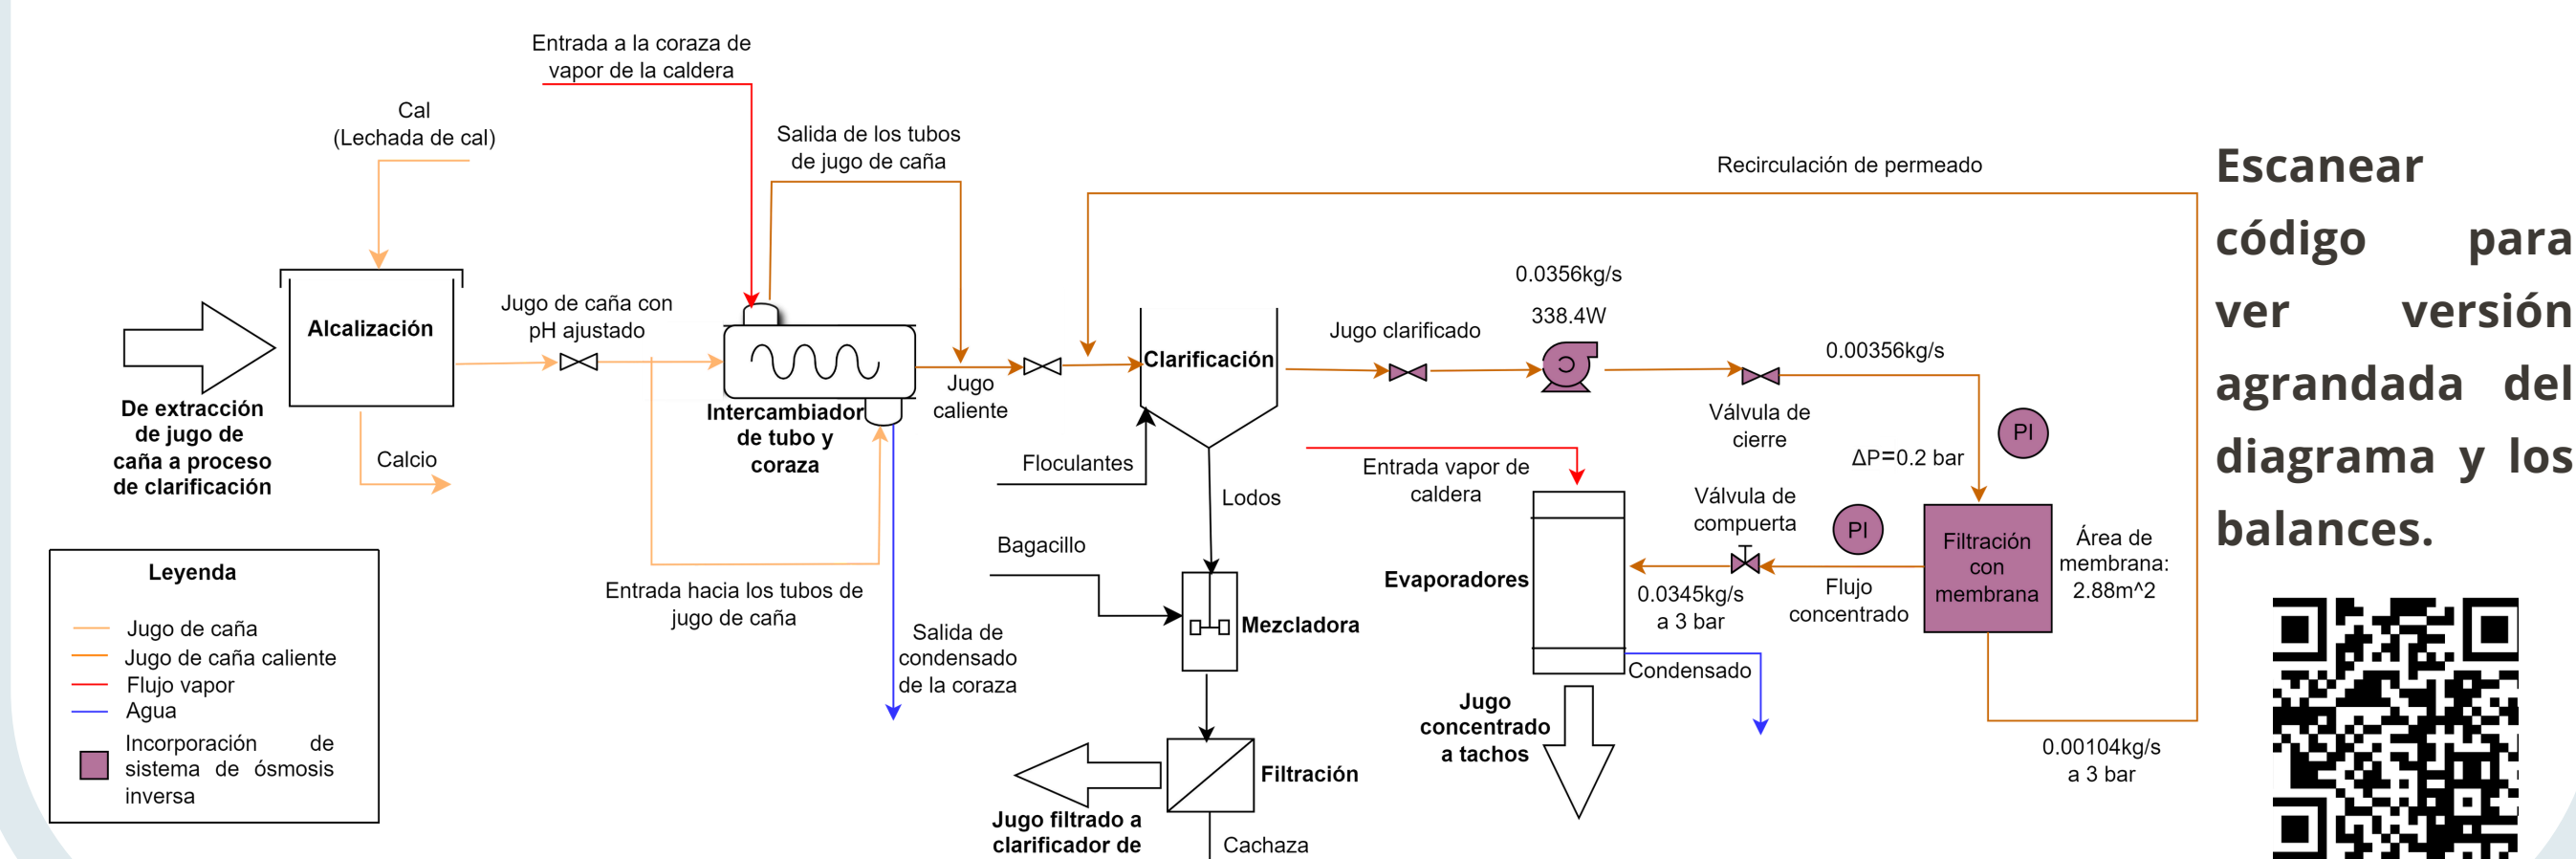 Entrada a la coraza de
vapor de la caldera
Cal
(Lechada de cal)
Salida de los tubos
de jugo de caña
Recirculación de permeado
Alcalización
Jugo de caña con
pH ajustado
De extracción
de jugo de
caña a proceso
de clarificación
Calcio
Intercambiador
de tubo y
coraza
Jugo
caliente
Entrada hacia los tubos de
jugo de caña
Salida de
condensado
de la coraza
Clarificación
Floculantes
Lodos
Bagacillo
Mezcladora
Filtración
Jugo filtrado a
clarificador de
Cachaza
Jugo clarificado
0.0356kg/s
338.4W
0.00356kg/s
Válvula de
cierre
PI
ΔP=0.2 bar
Filtración
con
membrana
Área de
membrana:
2.88m^2
Entrada vapor de
caldera
Válvula de
compuerta
PI
Flujo
concentrado
0.0345kg/s
a 3 bar
Evaporadores
Condensado
Jugo
concentrado
a tachos
0.00104kg/s
a 3 bar
Leyenda
Jugo de caña
Jugo de caña caliente
Flujo vapor
Agua
Incorporación de
sistema de ósmosis
inversa
Escanear
código para
ver versión
agrandada del
diagrama y los
balances.